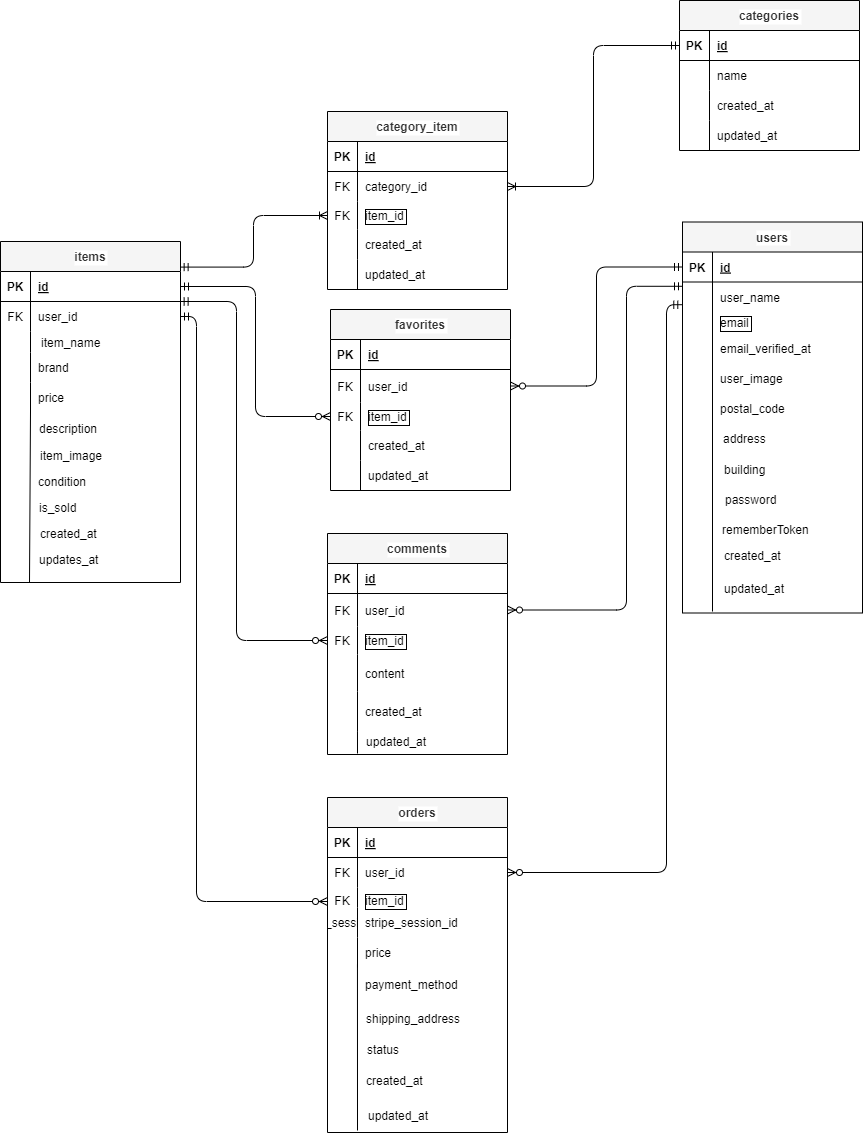 categories
PK id
name
created_at
updated_at
category_item
PK id
FK category_id
FK item_id
created_at
updated_at
items
PK id
FK user_id
item_name
brand
price
description
item_image
condition
is_sold
created_at
updates_at
users
PK id
user_name
email
email_verified_at
user_image
postal_code
address
building
password
rememberToken
created_at
updated_at
favorites
PK id
FK user_id
FK item_id
created_at
updated_at
comments
PK id
FK user_id
FK item_id
content
created_at
updated_at
orders
PK id
FK user_id
FK item_id
_sess stripe_session_id
price
payment_method
shipping_address
status
created_at
updated_at